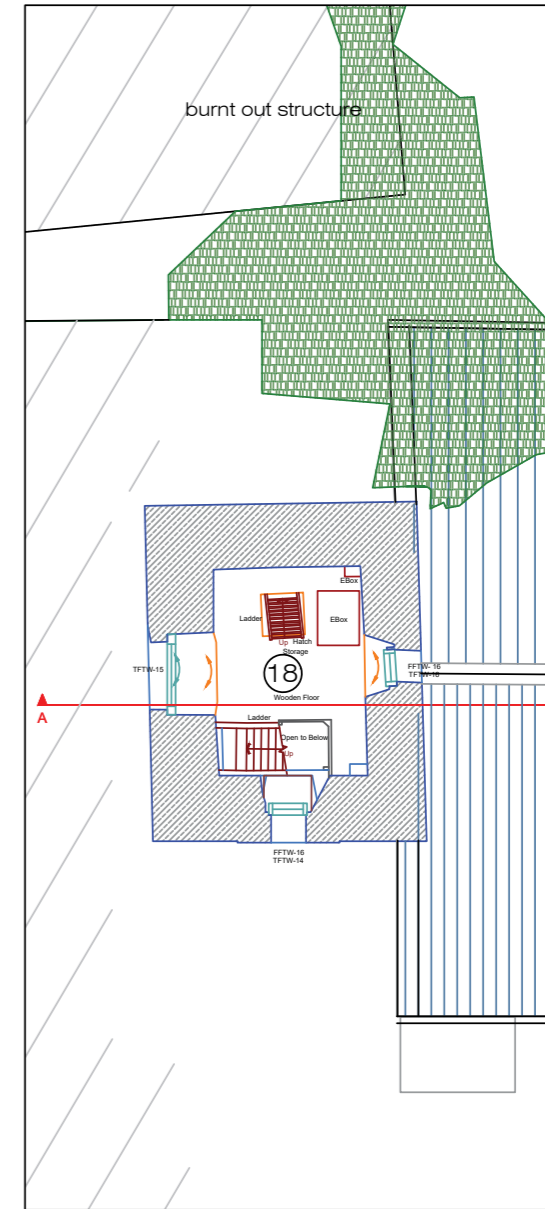 burnt out structure
EBox
Ladder
EBox
Up Hatch
Storage
18
TFTW-15
FFTW- 16
TFTW-16
Wooden Floor
A
Ladder
Open to Below
Up
FFTW-16
TFTW-14